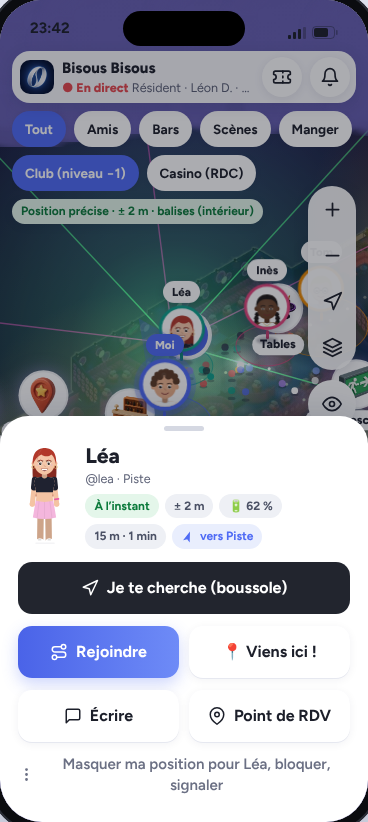 23:42
Bisous Bisous
En direct Résident · Léon D. · ...
Tout
Amis
Bars
Scènes
Manger
Club (niveau −1)
Casino (RDC)
Position précise · ± 2 m · balises (intérieur)
Inès
Léa
Moi
Tables
Léa
@lea · Piste
À l'instant
± 2 m
🔋 62 %
15 m · 1 min
vers Piste
Je te cherche (boussole)
Rejoindre
📍 Viens ici !
Écrire
Point de RDV
Masquer ma position pour Léa, bloquer,
signaler